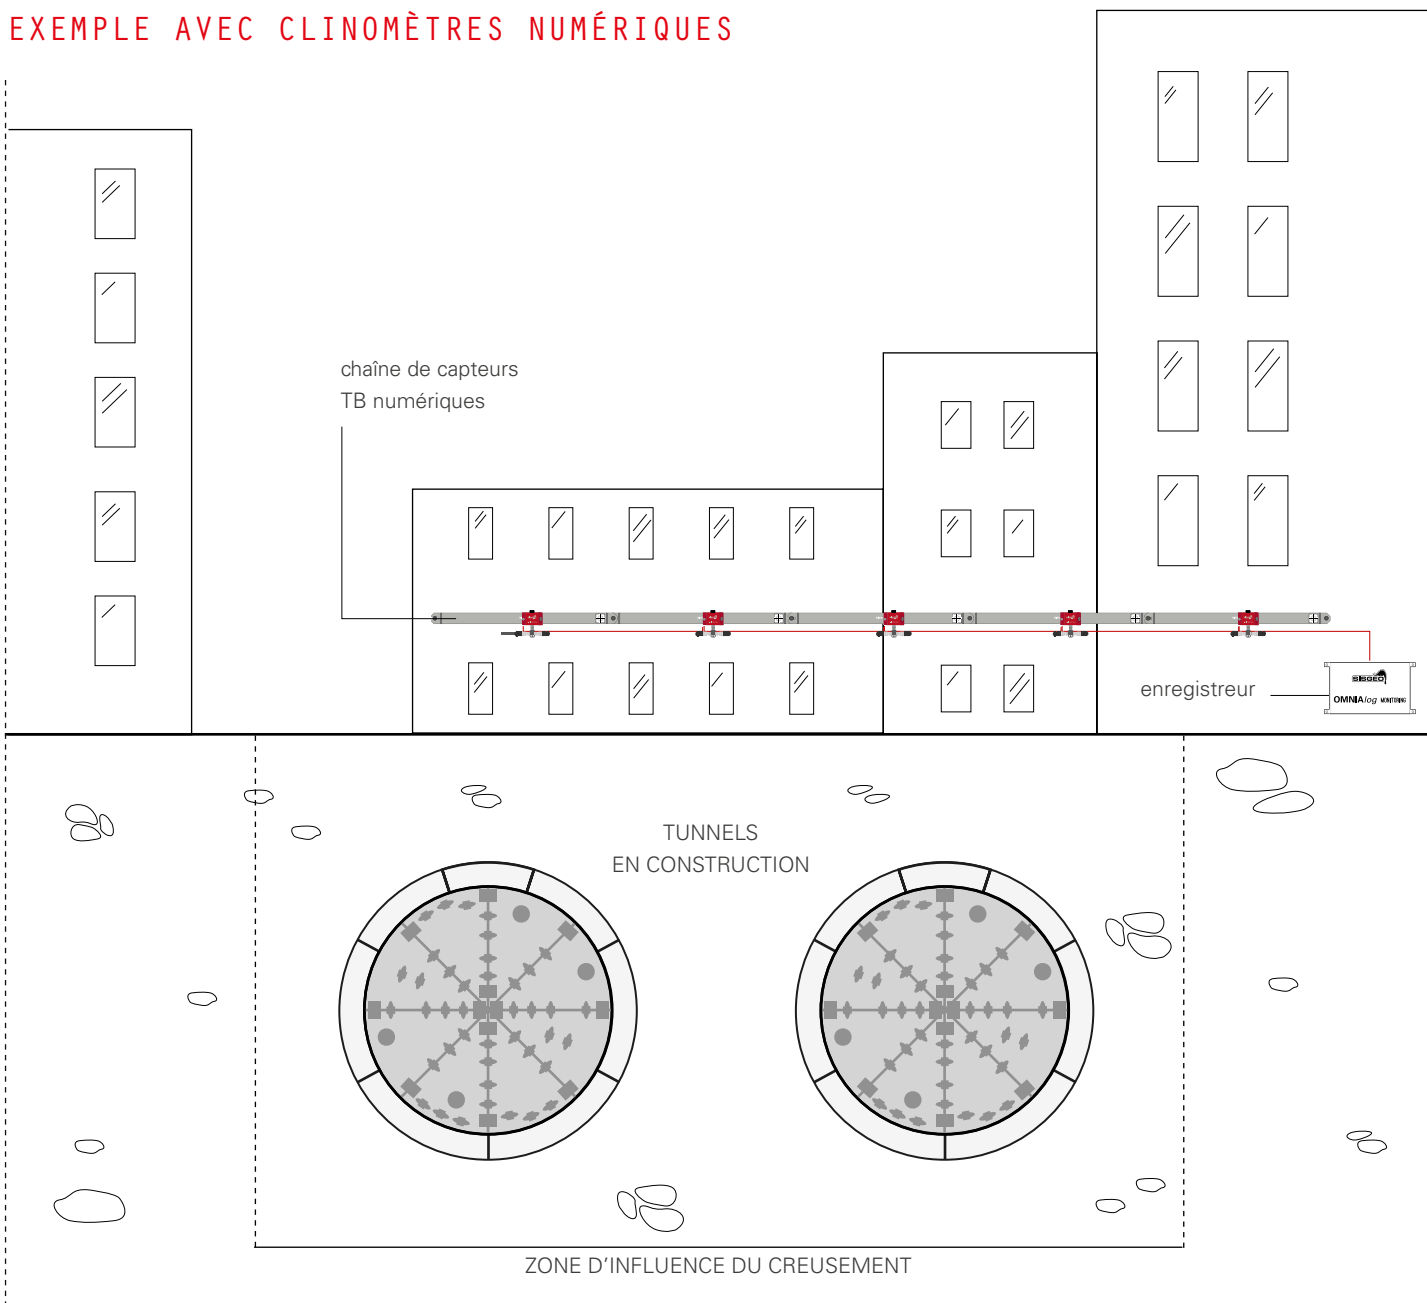 EXEMPLE AVEC CLINOMÈTRES NUMÉRIQUES
chaîne de capteurs
TB numériques
enregistreur
SISGEO
OMNIAlog MONITORING
TUNNELS
EN CONSTRUCTION
ZONE D'INFLUENCE DU CREUSEMENT